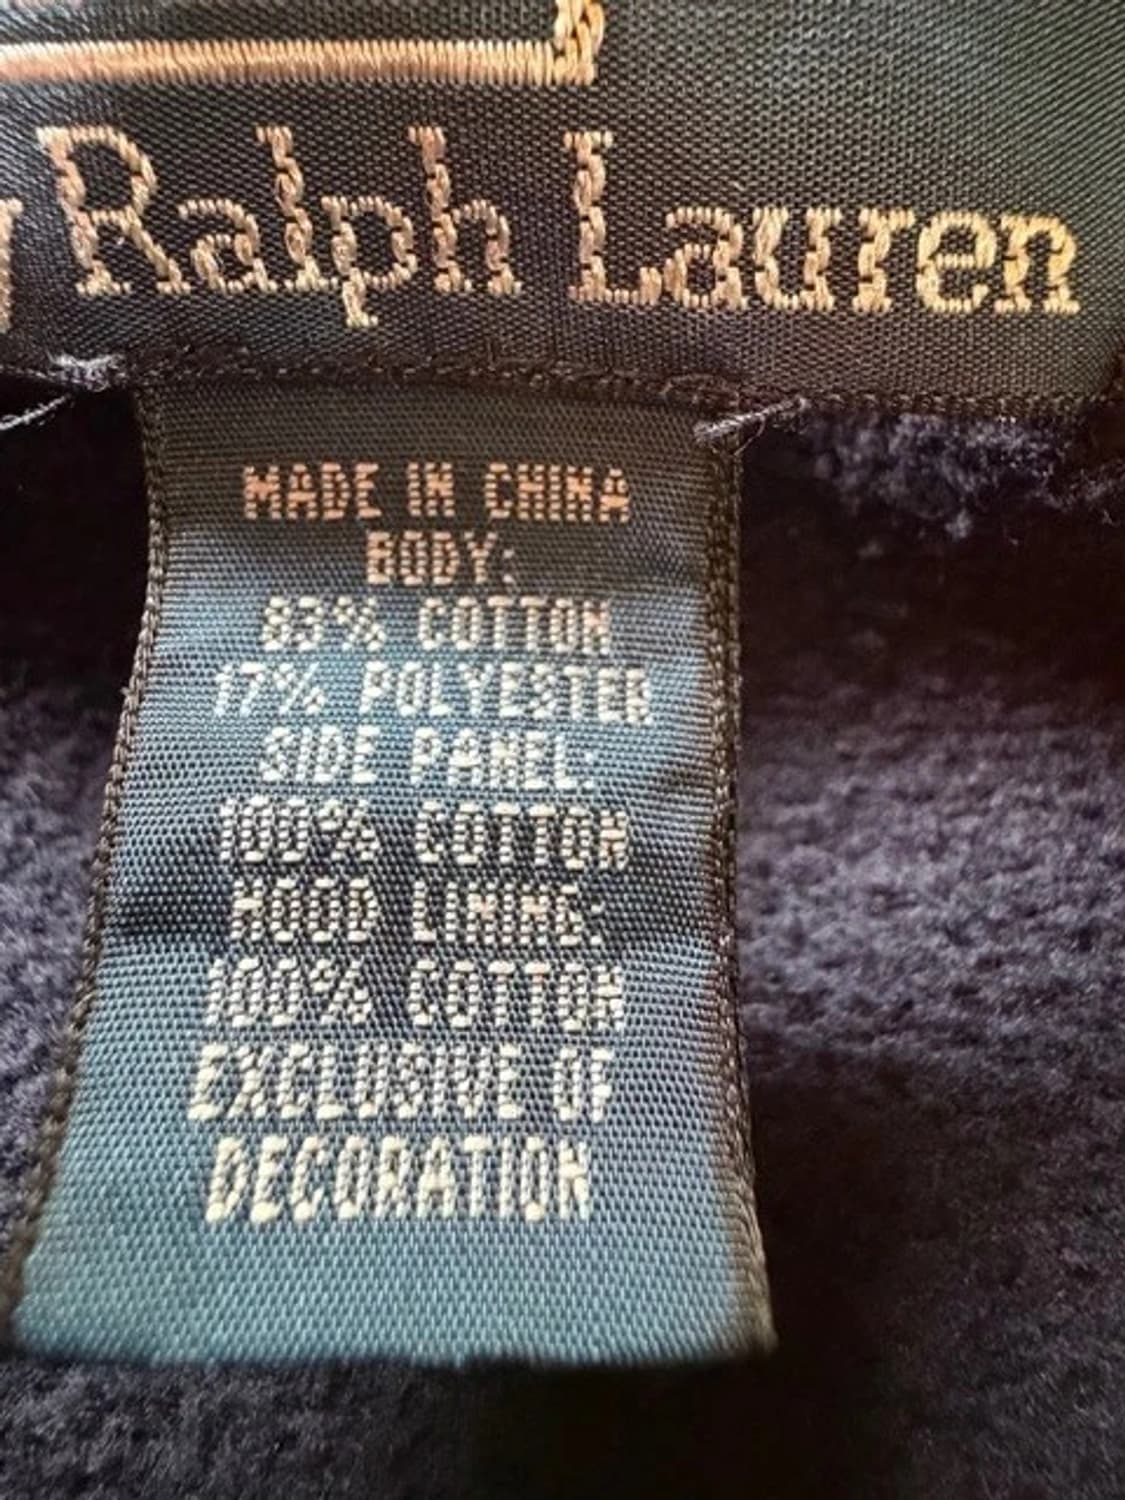 Ralph Lauren
MADE IN CHINA
BODY:
83% COTTON
17% POLYESTER
SIDE PANEL:
100% COTTON
HOOD LINING:
100% COTTON
EXCLUSIVE OF
DECORATION